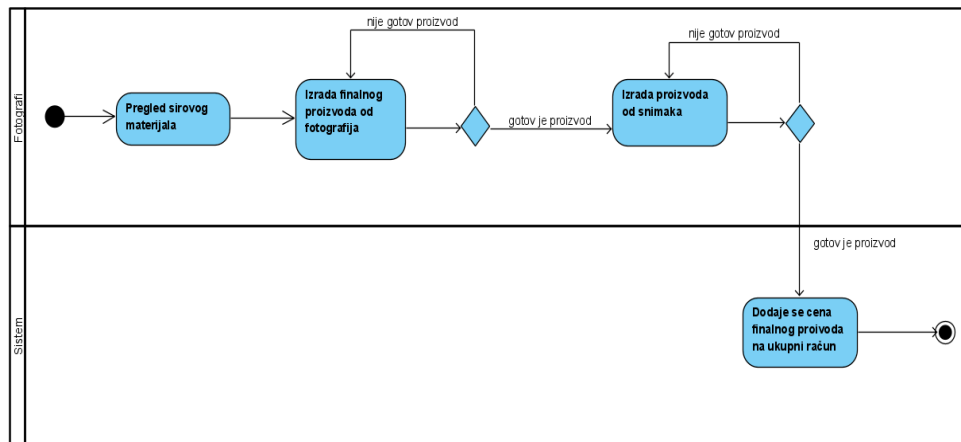 Fotografi
nije gotov proizvod
nije gotov proizvod
Pregled sirovog
materijala
Izrada finalnog
proizvoda od
fotografija
gotov je proizvod
Izrada proizvoda
od snimaka
gotov je proizvod
Sistem
Dodaje se cena
finalnog proivoda
na ukupni račun